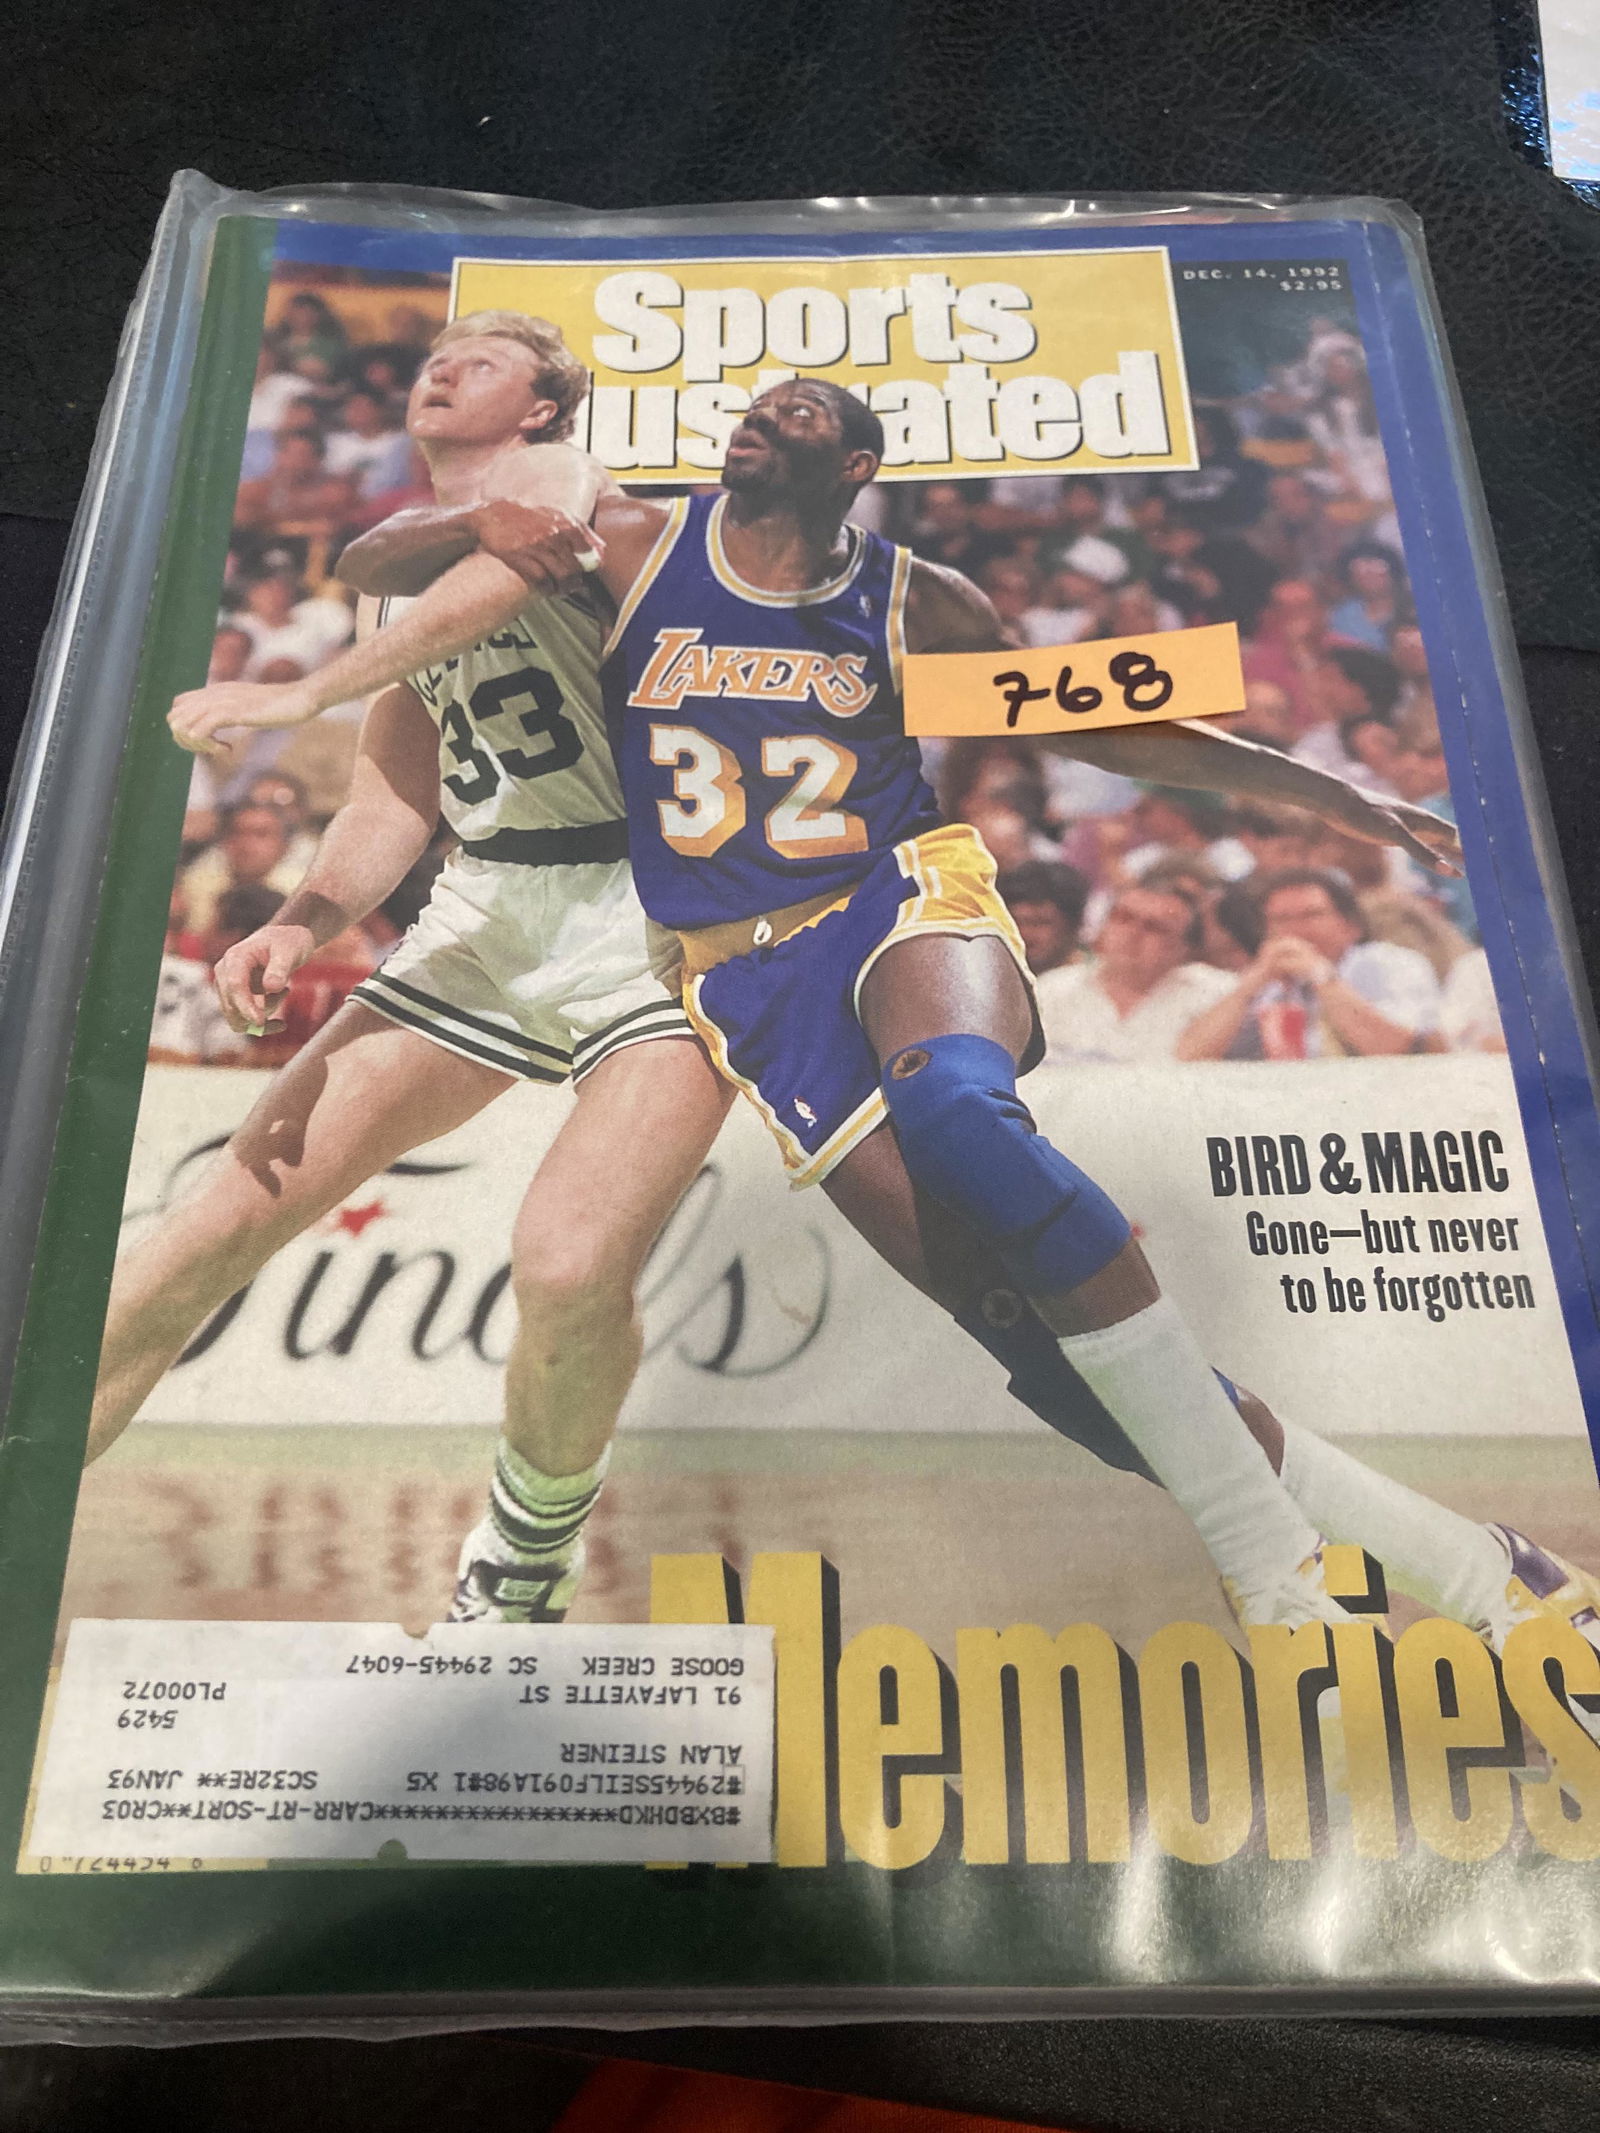 Sports
Illustrated
DEC. 14, 1992
$2.95
LAKERS
32
33
768
Finals
BIRD & MAGIC
Gone—but never
to be forgotten
Memories
#BXBDHKD********************CARR-RT-SORT**CR03
#29445SEILF091A98#1 X5 SC32RE** JAN93
ALAN STEINER
5429
91 LAFAYETTE ST PL00072
GOOSE CREEK SC 29445-6047